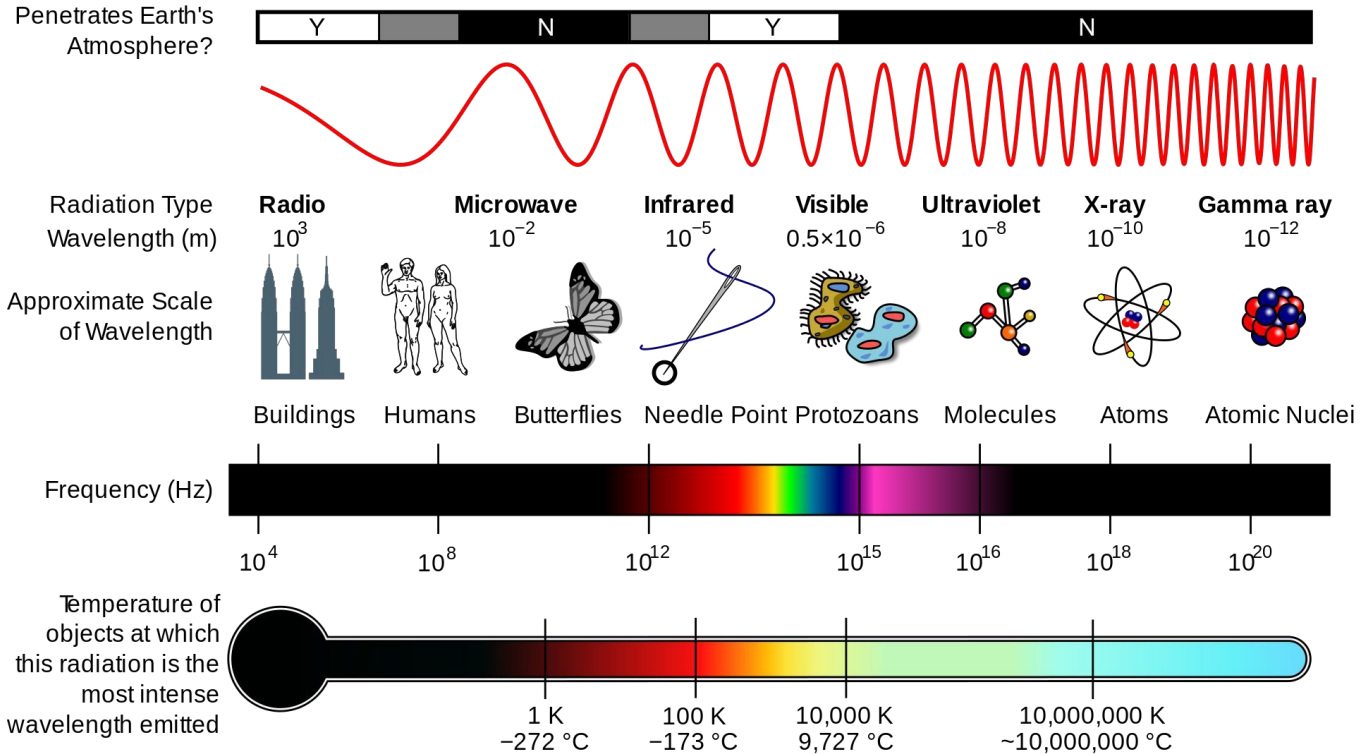 Penetrates Earth's
Atmosphere?
Y N Y N
Radiation Type
Radio Microwave Infrared Visible Ultraviolet X-ray Gamma ray
Wavelength (m)
10³ 10⁻² 10⁻⁵ 0.5×10⁻⁶ 10⁻⁸ 10⁻¹⁰ 10⁻¹²
Approximate Scale
of Wavelength
Buildings Humans Butterflies Needle Point Protozoans Molecules Atoms Atomic Nuclei
Frequency (Hz)
10⁴ 10⁸ 10¹² 10¹⁵ 10¹⁶ 10¹⁸ 10²⁰
Temperature of
objects at which
this radiation is the
most intense
wavelength emitted
1 K 100 K 10,000 K 10,000,000 K
−272 °C −173 °C 9,727 °C ~10,000,000 °C